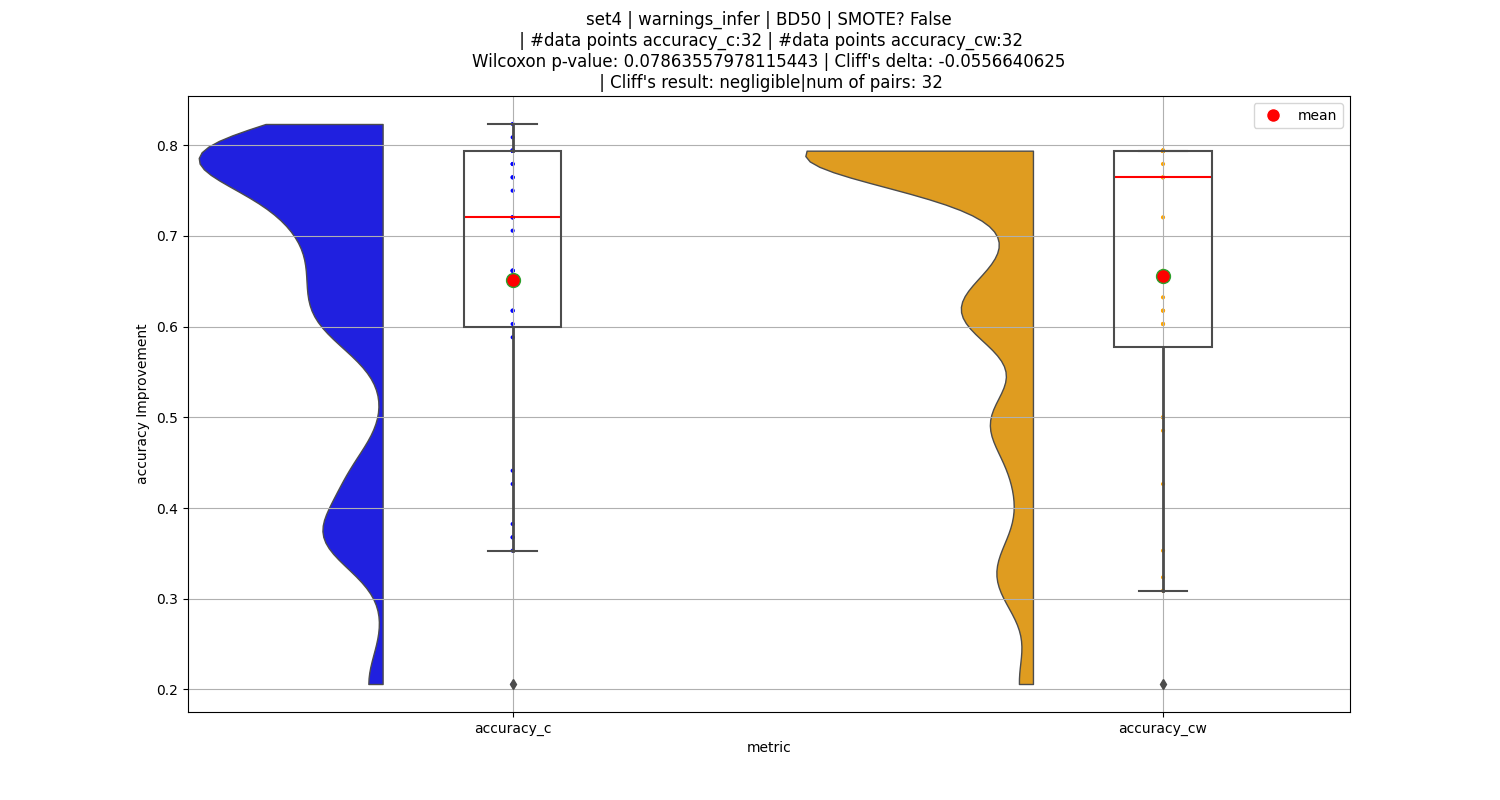 set4 | warnings_infer | BD50 | SMOTE? False
| #data points accuracy_c:32 | #data points accuracy_cw:32
Wilcoxon p-value: 0.07863557978115443 | Cliff's delta: -0.0556640625
| Cliff's result: negligible|num of pairs: 32
mean
0.8
0.7
0.6
0.5
0.4
0.3
0.2
accuracy Improvement
accuracy_c
accuracy_cw
metric